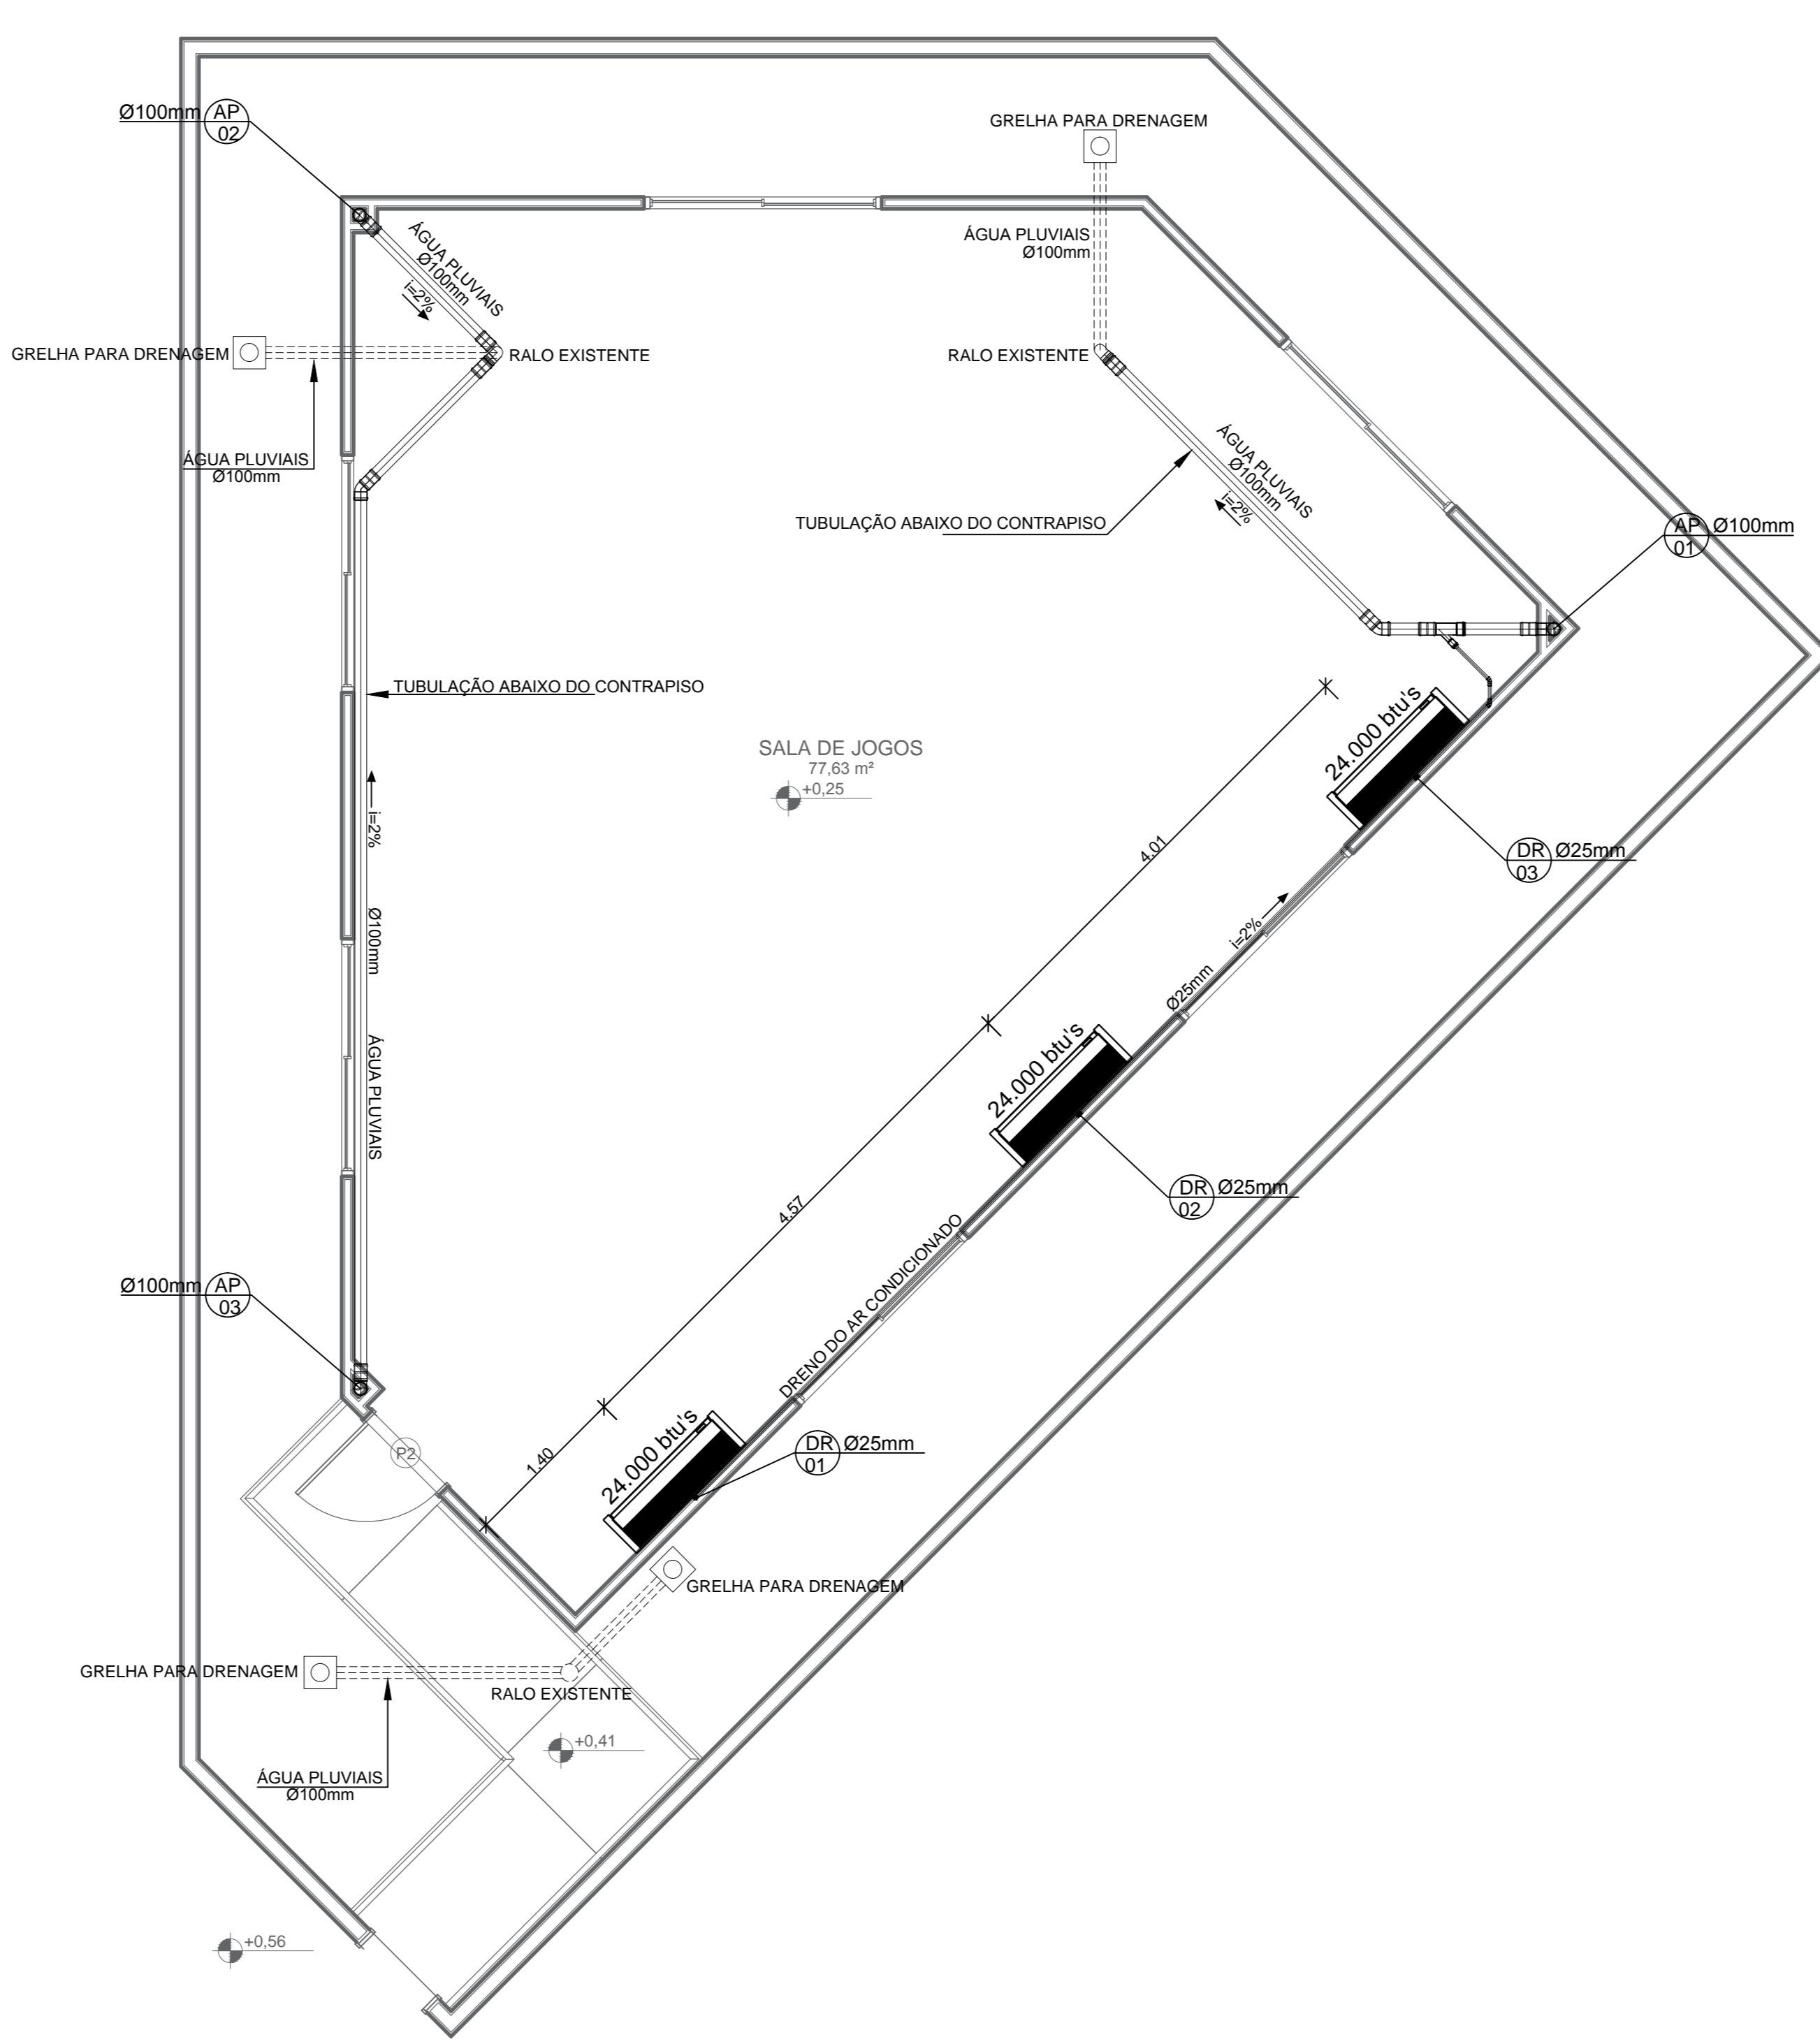 Ø100mm AP
02
GRELHA PARA DRENAGEM
ÁGUA PLUVIAIS
Ø100mm
i=2%
ÁGUA PLUVIAIS
Ø100mm
GRELHA PARA DRENAGEM
RALO EXISTENTE
RALO EXISTENTE
ÁGUA PLUVIAIS
Ø100mm
ÁGUA PLUVIAIS
Ø100mm
i=2%
TUBULAÇÃO ABAIXO DO CONTRAPISO
AP Ø100mm
01
TUBULAÇÃO ABAIXO DO CONTRAPISO
SALA DE JOGOS
77,63 m²
+0,25
24.000 btu's
i=2%
4.01
DR Ø25mm
03
Ø100mm
i=2%
Ø25mm
24.000 btu's
ÁGUA PLUVIAIS
DR Ø25mm
02
4.57
DRENO DO AR CONDICIONADO
Ø100mm AP
03
24.000 btu's
DR Ø25mm
01
P2
1.40
GRELHA PARA DRENAGEM
GRELHA PARA DRENAGEM
RALO EXISTENTE
+0,41
ÁGUA PLUVIAIS
Ø100mm
+0,56